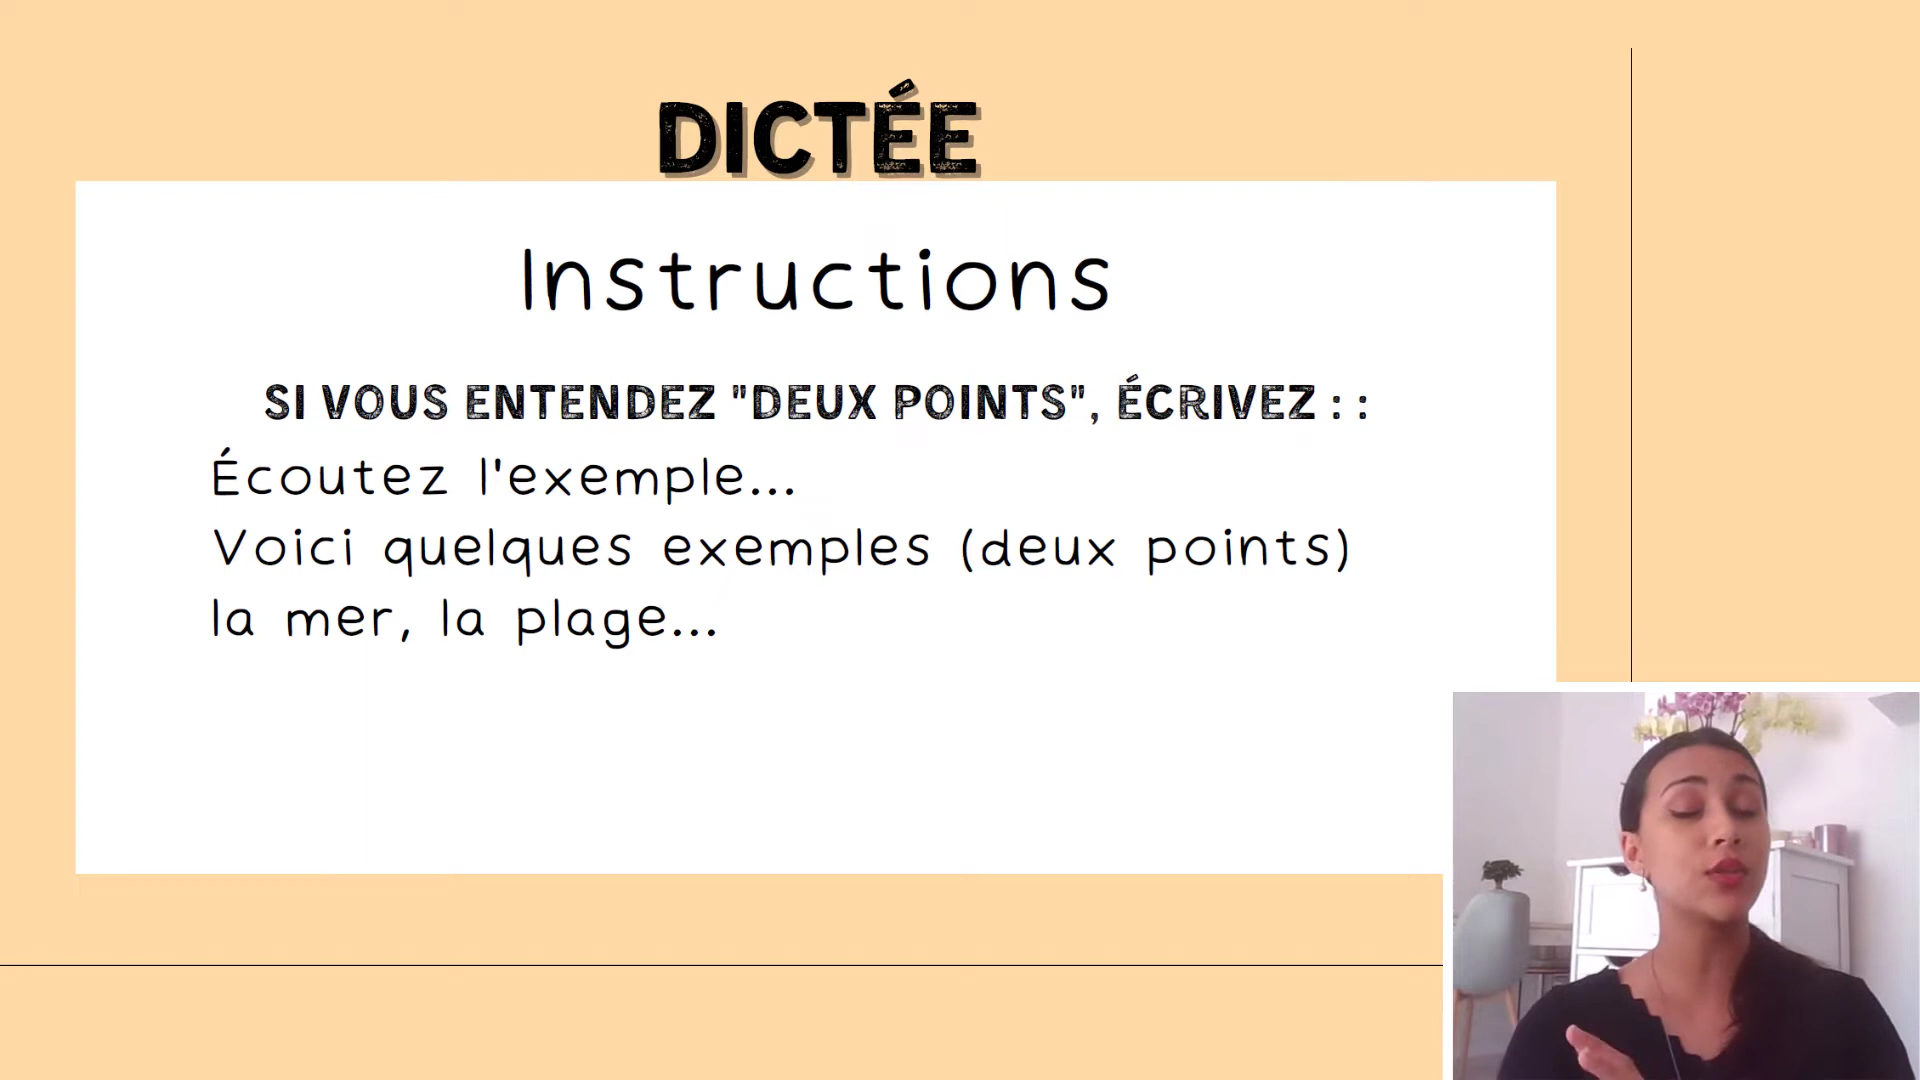 DICTÉE
Instructions
SI VOUS ENTENDEZ "DEUX POINTS", ÉCRIVEZ : :
Écoutez l'exemple...
Voici quelques exemples (deux points)
la mer, la plage...